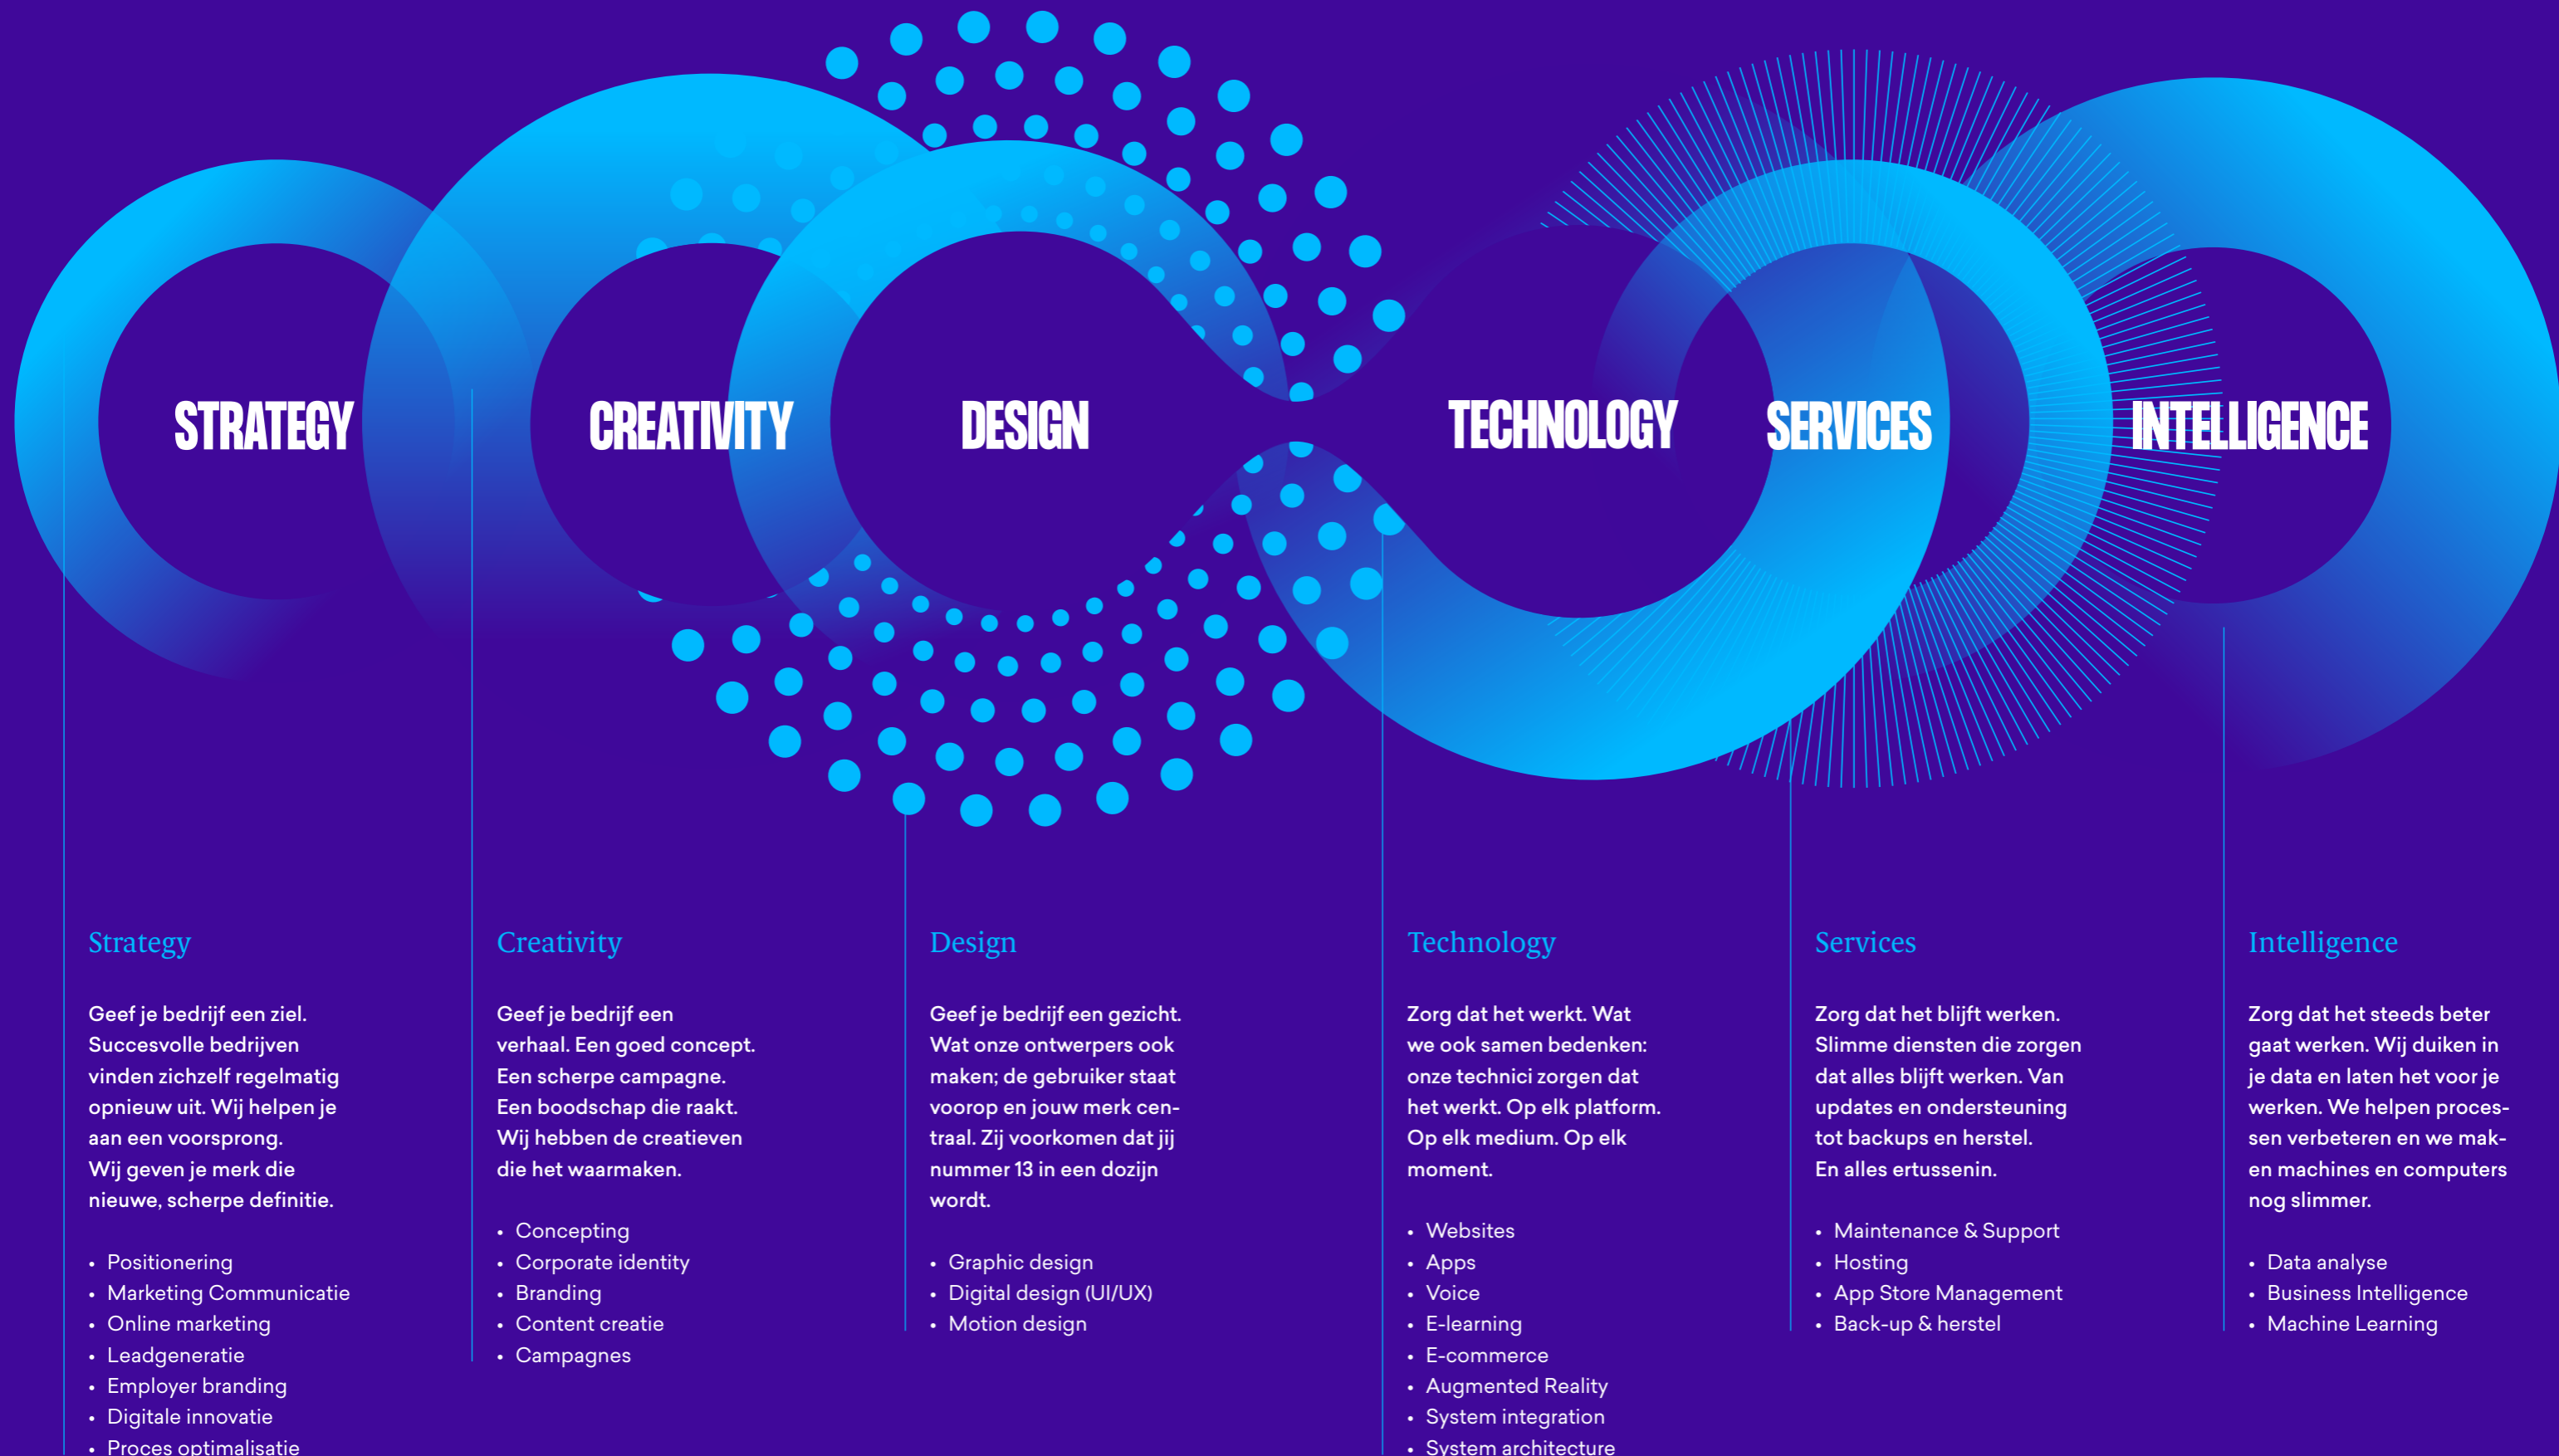 STRATEGY
CREATIVITY
DESIGN
TECHNOLOGY
SERVICES
INTELLIGENCE
Strategy
Geef je bedrijf een ziel.
Succesvolle bedrijven
vinden zichzelf regelmatig
opnieuw uit. Wij helpen je
aan een voorsprong.
Wij geven je merk die
nieuwe, scherpe definitie.
• Positionering
• Marketing Communicatie
• Online marketing
• Leadgeneratie
• Employer branding
• Digitale innovatie
• Proces optimalisatie
Creativity
Geef je bedrijf een
verhaal. Een goed concept.
Een scherpe campagne.
Een boodschap die raakt.
Wij hebben de creatieven
die het waarmaken.
• Concepting
• Corporate identity
• Branding
• Content creatie
• Campagnes
Design
Geef je bedrijf een gezicht.
Wat onze ontwerpers ook
maken; de gebruiker staat
voorop en jouw merk cen-
traal. Zij voorkomen dat jij
nummer 13 in een dozijn
wordt.
• Graphic design
• Digital design (UI/UX)
• Motion design
Technology
Zorg dat het werkt. Wat
we ook samen bedenken:
onze technici zorgen dat
het werkt. Op elk platform.
Op elk medium. Op elk
moment.
• Websites
• Apps
• Voice
• E-learning
• E-commerce
• Augmented Reality
• System integration
• System architecture
Services
Zorg dat het blijft werken.
Slimme diensten die zorgen
dat alles blijft werken. Van
updates en ondersteuning
tot backups en herstel.
En alles ertussenin.
• Maintenance & Support
• Hosting
• App Store Management
• Back-up & herstel
Intelligence
Zorg dat het steeds beter
gaat werken. Wij duiken in
je data en laten het voor je
werken. We helpen proces-
sen verbeteren en we mak-
en machines en computers
nog slimmer.
• Data analyse
• Business Intelligence
• Machine Learning